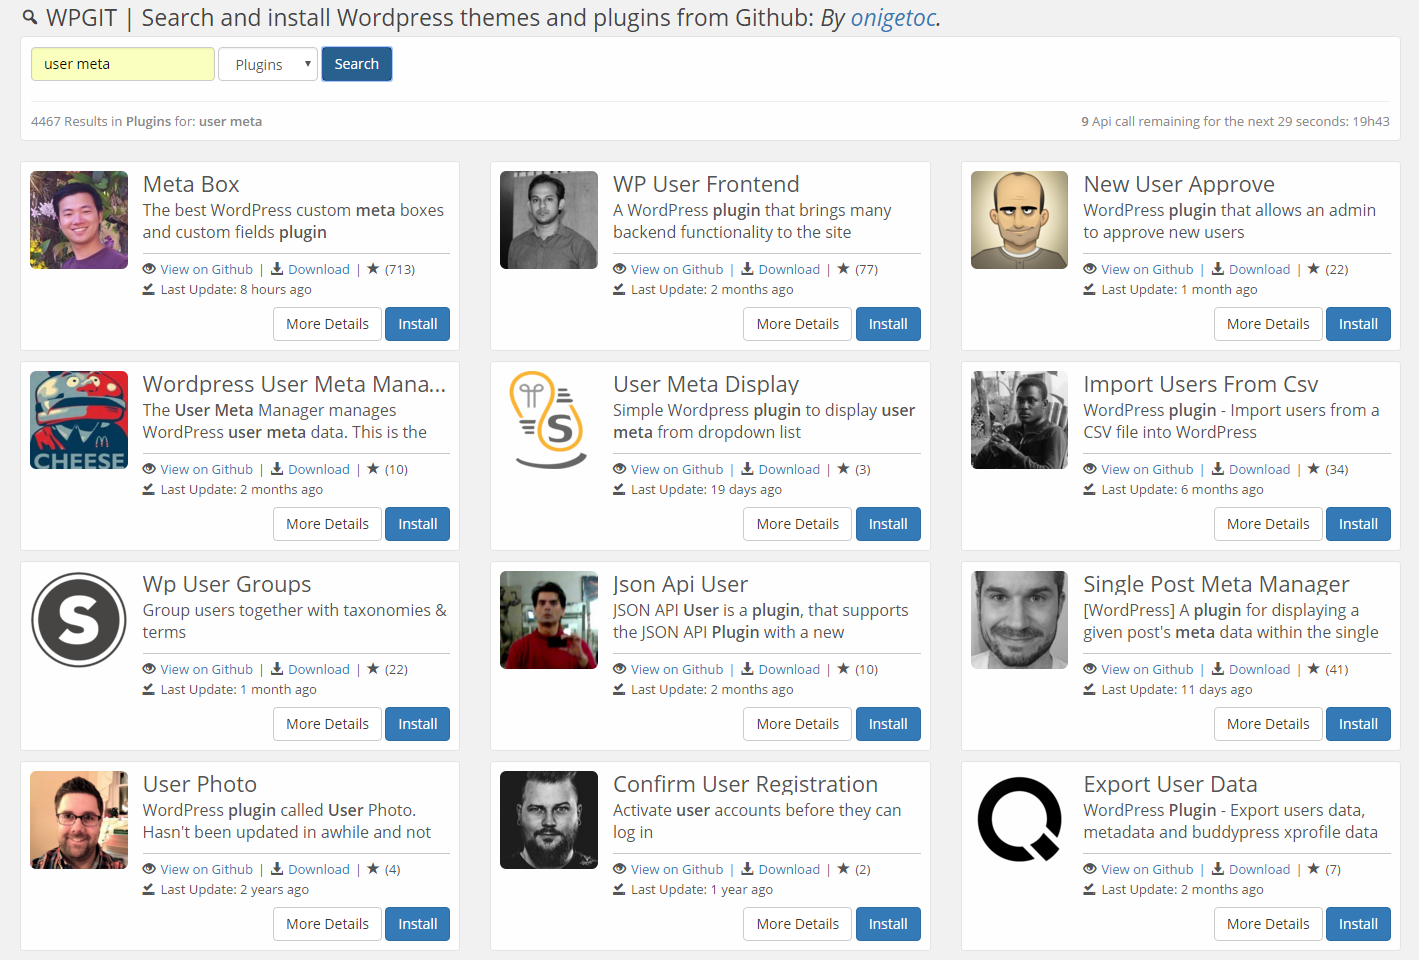 WPGIT | Search and install Wordpress themes and plugins from Github: By onigetoc.
user meta Plugins Search
4467 Results in Plugins for: user meta 9 Api call remaining for the next 29 seconds: 19h43
Meta Box
The best WordPress custom meta boxes
and custom fields plugin
View on Github | Download | (713)
Last Update: 8 hours ago
More Details Install
WP User Frontend
A WordPress plugin that brings many
backend functionality to the site
View on Github | Download | (77)
Last Update: 2 months ago
More Details Install
New User Approve
WordPress plugin that allows an admin
to approve new users
View on Github | Download | (22)
Last Update: 1 month ago
More Details Install
CHEESE
Wordpress User Meta Mana...
The User Meta Manager manages
WordPress user meta data. This is the
View on Github | Download | (10)
Last Update: 2 months ago
More Details Install
S
User Meta Display
Simple Wordpress plugin to display user
meta from dropdown list
View on Github | Download | (3)
Last Update: 19 days ago
More Details Install
Import Users From Csv
WordPress plugin - Import users from a
CSV file into WordPress
View on Github | Download | (34)
Last Update: 6 months ago
More Details Install
S
Wp User Groups
Group users together with taxonomies &
terms
View on Github | Download | (22)
Last Update: 1 month ago
More Details Install
Json Api User
JSON API User is a plugin, that supports
the JSON API Plugin with a new
View on Github | Download | (10)
Last Update: 2 months ago
More Details Install
Single Post Meta Manager
[WordPress] A plugin for displaying a
given post's meta data within the single
View on Github | Download | (41)
Last Update: 11 days ago
More Details Install
User Photo
WordPress plugin called User Photo.
Hasn't been updated in awhile and not
View on Github | Download | (4)
Last Update: 2 years ago
More Details Install
Confirm User Registration
Activate user accounts before they can
log in
View on Github | Download | (2)
Last Update: 1 year ago
More Details Install
Export User Data
WordPress Plugin - Export users data,
metadata and buddypress xprofile data
View on Github | Download | (7)
Last Update: 2 months ago
More Details Install